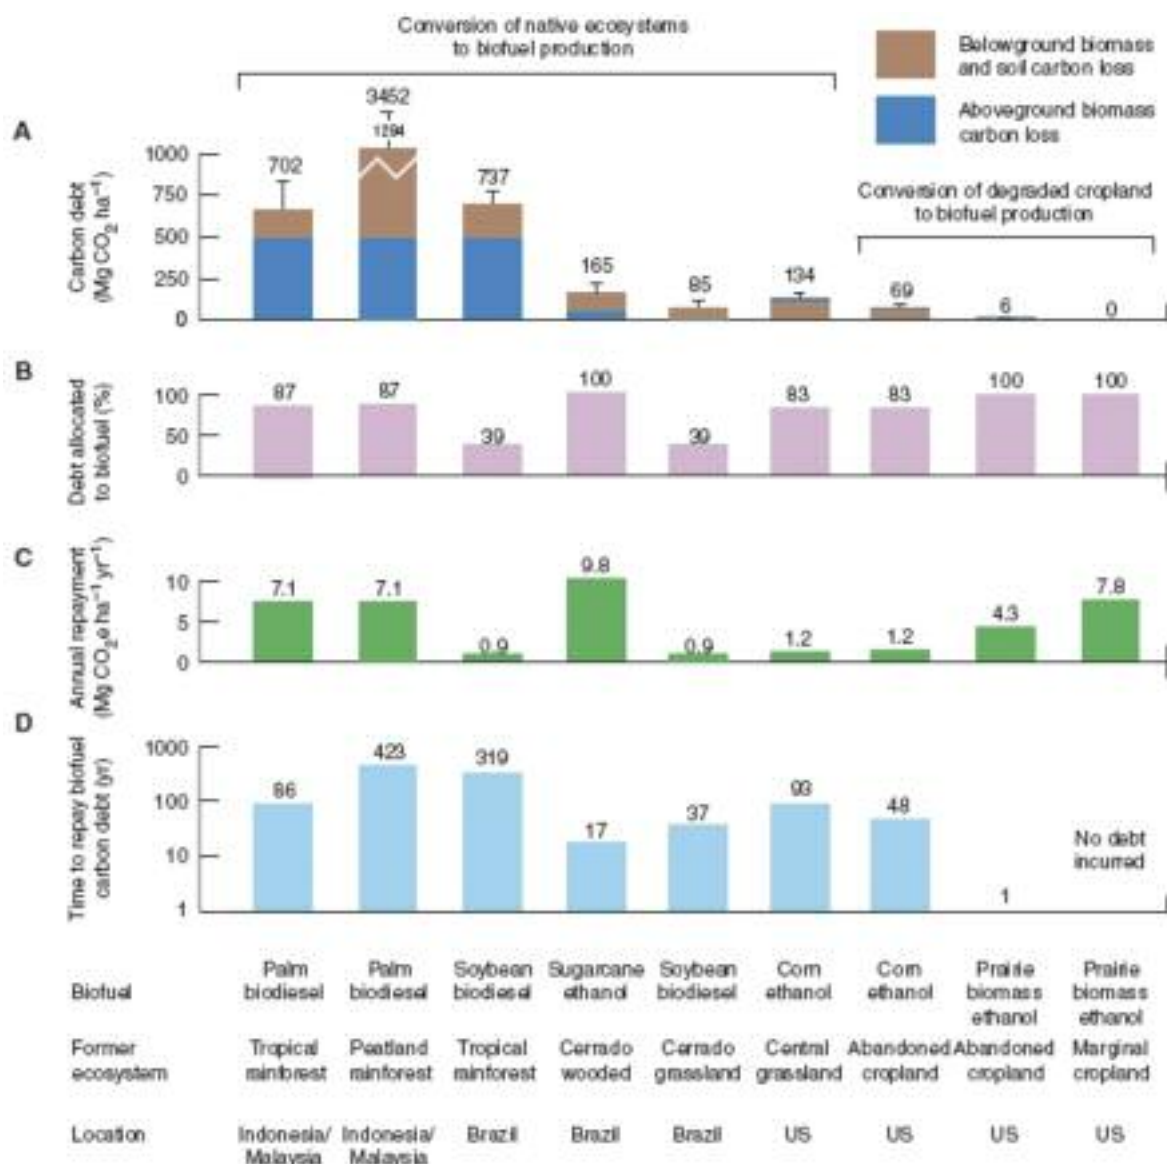 Conversion of native ecosystems
to biofuel production
Belowground biomass
and soil carbon loss
Aboveground biomass
carbon loss
Conversion of degraded cropland
to biofuel production
A
Carbon debt
(Mg CO₂ ha⁻¹)
1000
750
500
250
0
702
3452
1294
737
165
85
134
69
6
0
B
Debt allocated
to biofuel (%)
100
50
0
87
87
39
100
39
83
83
100
100
C
Annual repayment
(Mg CO₂e ha⁻¹ yr⁻¹)
10
5
0
7.1
7.1
0.9
9.8
0.9
1.2
1.2
4.3
7.8
D
Time to repay biofuel
carbon debt (yr)
1000
100
10
1
86
423
319
17
37
93
48
1
No debt
incurred
Biofuel
Palm
biodiesel
Palm
biodiesel
Soybean
biodiesel
Sugarcane
ethanol
Soybean
biodiesel
Corn
ethanol
Corn
ethanol
Prairie
biomass
ethanol
Prairie
biomass
ethanol
Former
ecosystem
Tropical
rainforest
Peatland
rainforest
Tropical
rainforest
Cerrado
wooded
Cerrado
grassland
Central
grassland
Abandoned
cropland
Abandoned
cropland
Marginal
cropland
Location
Indonesia/
Malaysia
Indonesia/
Malaysia
Brazil
Brazil
Brazil
US
US
US
US